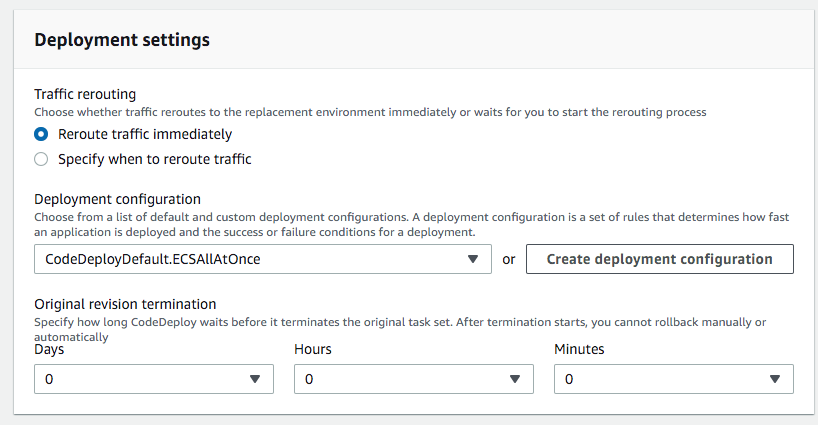 Deployment settings
Traffic rerouting
Choose whether traffic reroutes to the replacement environment immediately or waits for you to start the rerouting process
Reroute traffic immediately
Specify when to reroute traffic
Deployment configuration
Choose from a list of default and custom deployment configurations. A deployment configuration is a set of rules that determines how fast
an application is deployed and the success or failure conditions for a deployment.
CodeDeployDefault.ECSAllAtOnce or Create deployment configuration
Original revision termination
Specify how long CodeDeploy waits before it terminates the original task set. After termination starts, you cannot rollback manually or
automatically
Days Hours Minutes
0 0 0